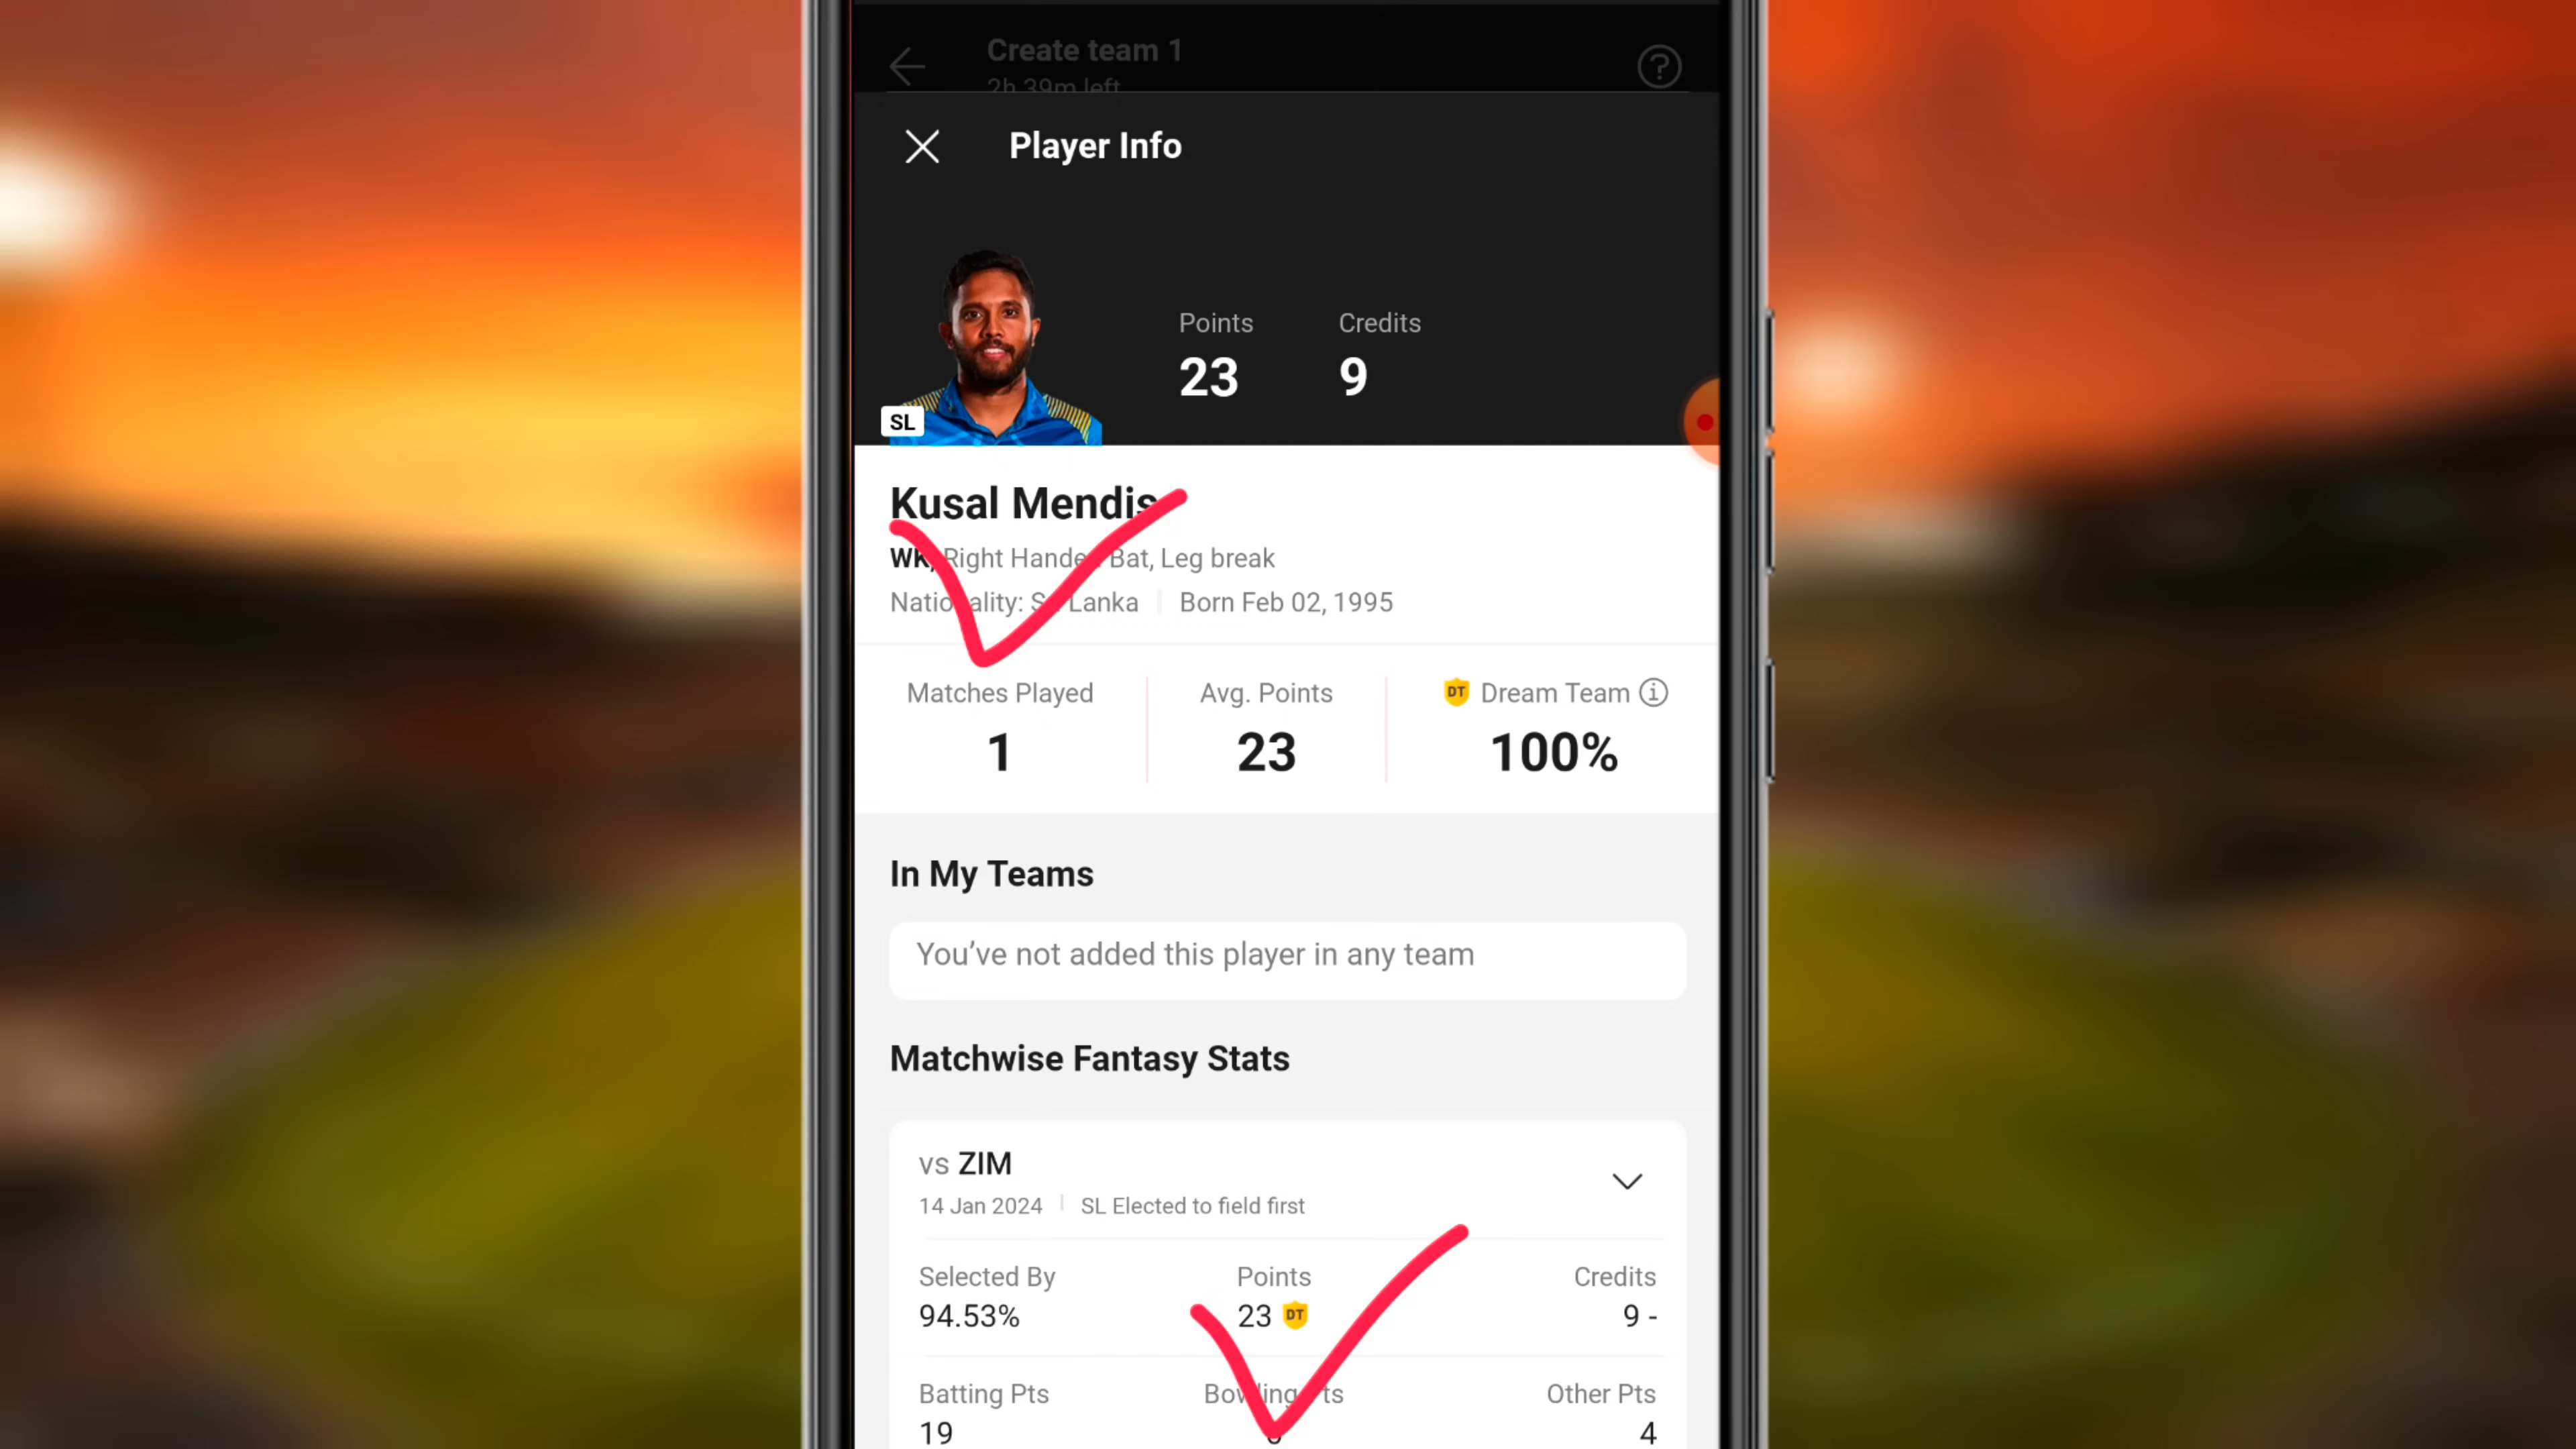 Create team 1
2h 39m left
Player Info
Points
Credits
23
9
SL
Kusal Mendis
WK, Right Handed Bat, Leg break
Nationality: Sri Lanka
Born Feb 02, 1995
Matches Played
Avg. Points
DT Dream Team
1
23
100%
In My Teams
You’ve not added this player in any team
Matchwise Fantasy Stats
vs ZIM
14 Jan 2024
SL Elected to field first
Selected By
Points
Credits
94.53%
23 DT
9 -
Batting Pts
Bowling Pts
Other Pts
19
4